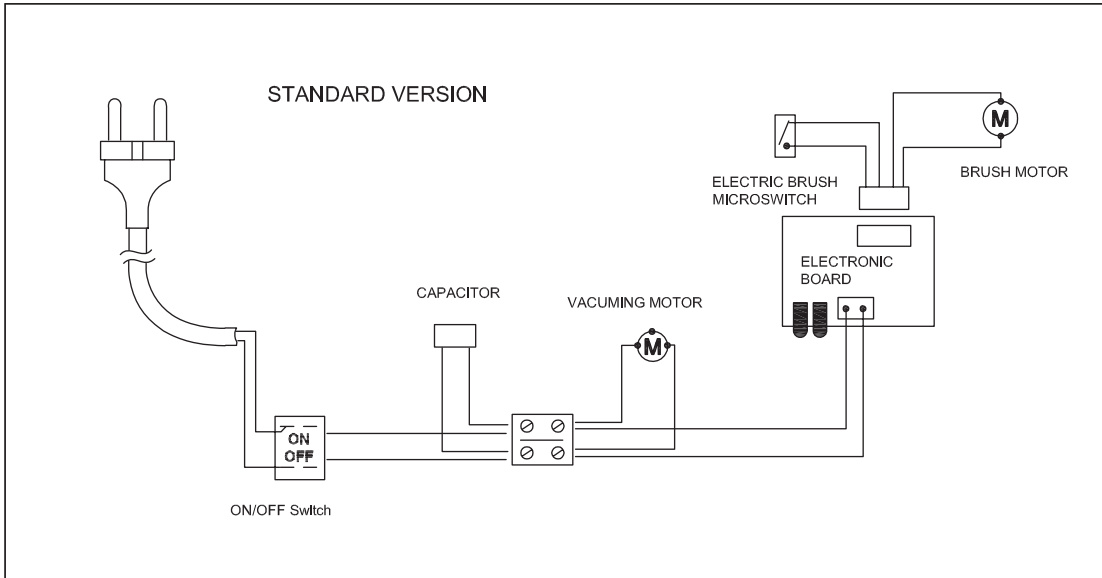 STANDARD VERSION
M
ELECTRIC BRUSH
MICROSWITCH
BRUSH MOTOR
ELECTRONIC
BOARD
CAPACITOR
VACUMING MOTOR
M
ON
OFF
ON/OFF Switch